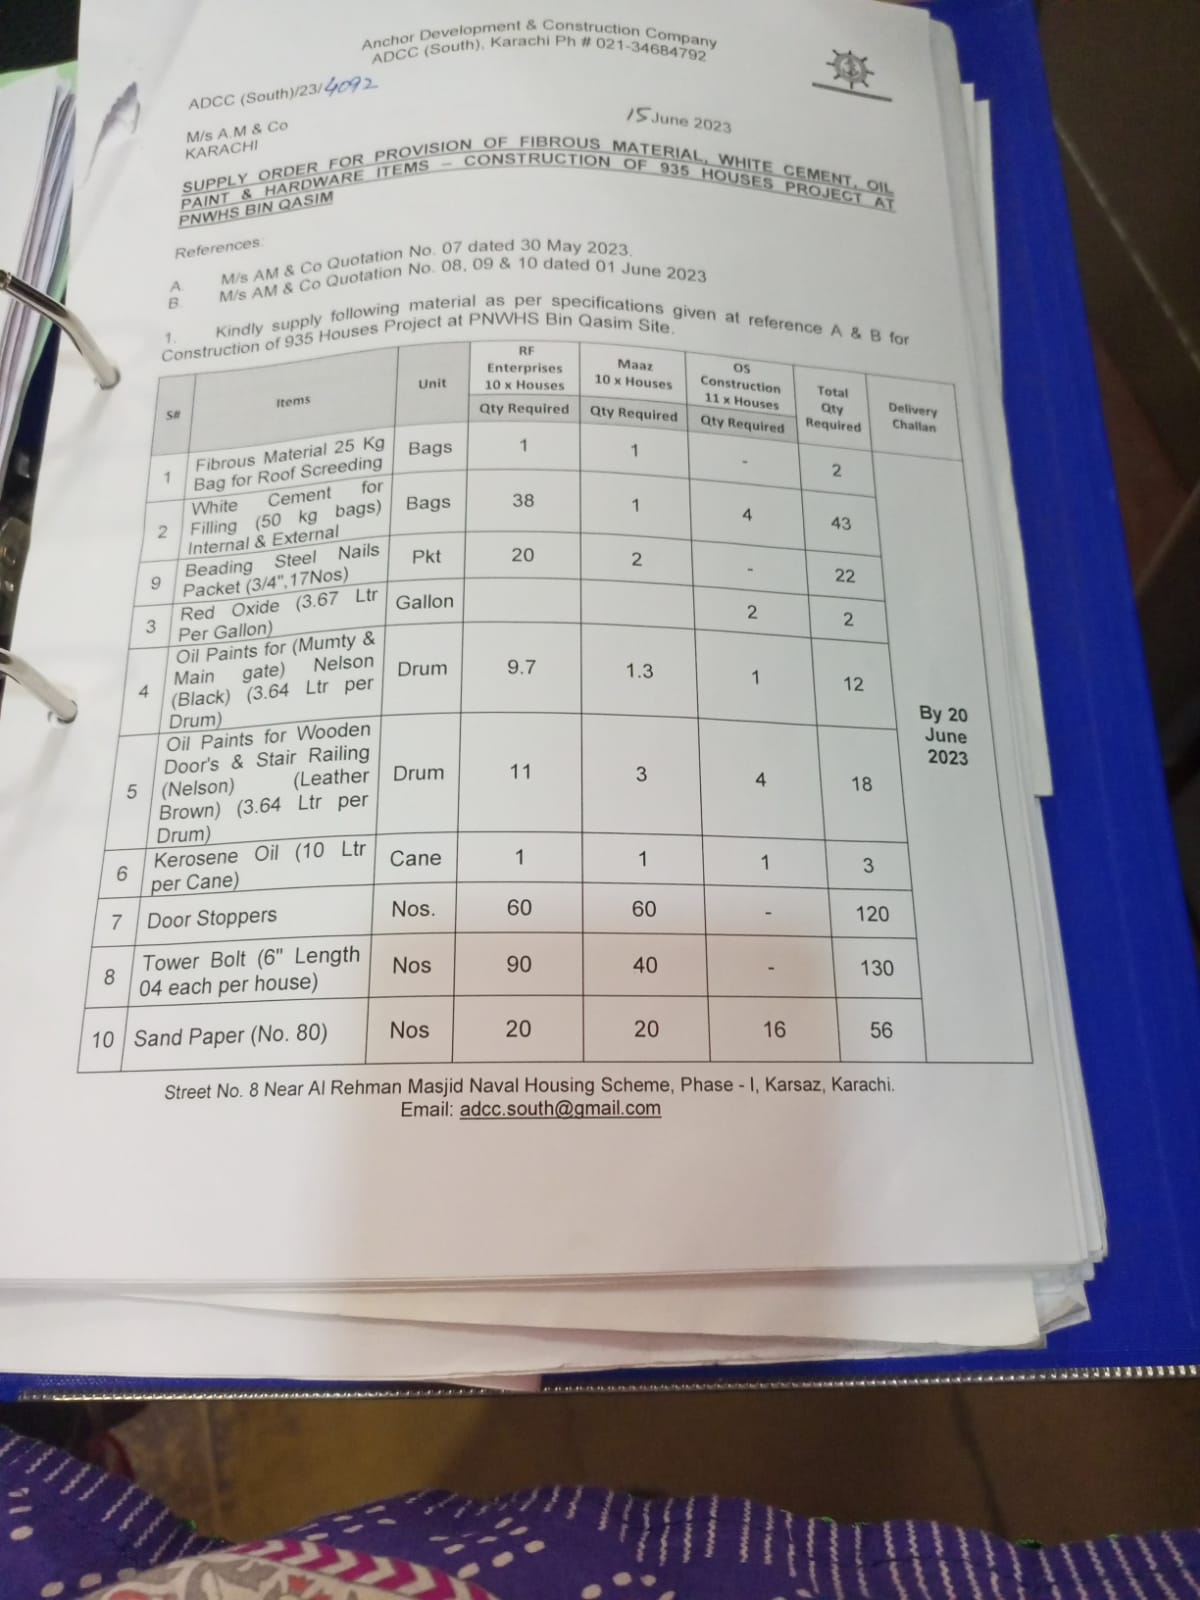 Anchor Development & Construction Company
ADCC (South), Karachi Ph # 021-34684792
ADCC (South)/23/4092
15 June 2023
M/s A.M & Co
KARACHI
SUPPLY ORDER FOR PROVISION OF FIBROUS MATERIAL, WHITE CEMENT, OIL
PAINT & HARDWARE ITEMS – CONSTRUCTION OF 935 HOUSES PROJECT AT
PNWHS BIN QASIM
References:
A. M/s AM & Co Quotation No. 07 dated 30 May 2023.
B. M/s AM & Co Quotation No. 08, 09 & 10 dated 01 June 2023
1. Kindly supply following material as per specifications given at reference A & B for
Construction of 935 Houses Project at PNWHS Bin Qasim Site.
S# Items Unit RF Enterprises 10 x Houses Maaz 10 x Houses OS Construction 11 x Houses Total Qty Required Delivery Challan
Qty Required Qty Required Qty Required
1 Fibrous Material 25 Kg Bag for Roof Screeding Bags 1 1 - 2
2 White Cement for Filling (50 kg bags) Internal & External Bags 38 1 4 43
9 Beading Steel Nails Packet (3/4",17Nos) Pkt 20 2 - 22
3 Red Oxide (3.67 Ltr Per Gallon) Gallon 2 2
4 Oil Paints for (Mumty & Main gate) Nelson (Black) (3.64 Ltr per Drum) Drum 9.7 1.3 1 12
By 20 June 2023
5 Oil Paints for Wooden Door's & Stair Railing (Nelson) (Leather Brown) (3.64 Ltr per Drum) Drum 11 3 4 18
6 Kerosene Oil (10 Ltr per Cane) Cane 1 1 1 3
7 Door Stoppers Nos. 60 60 - 120
8 Tower Bolt (6" Length 04 each per house) Nos 90 40 - 130
10 Sand Paper (No. 80) Nos 20 20 16 56
Street No. 8 Near Al Rehman Masjid Naval Housing Scheme, Phase - I, Karsaz, Karachi.
Email: adcc.south@gmail.com